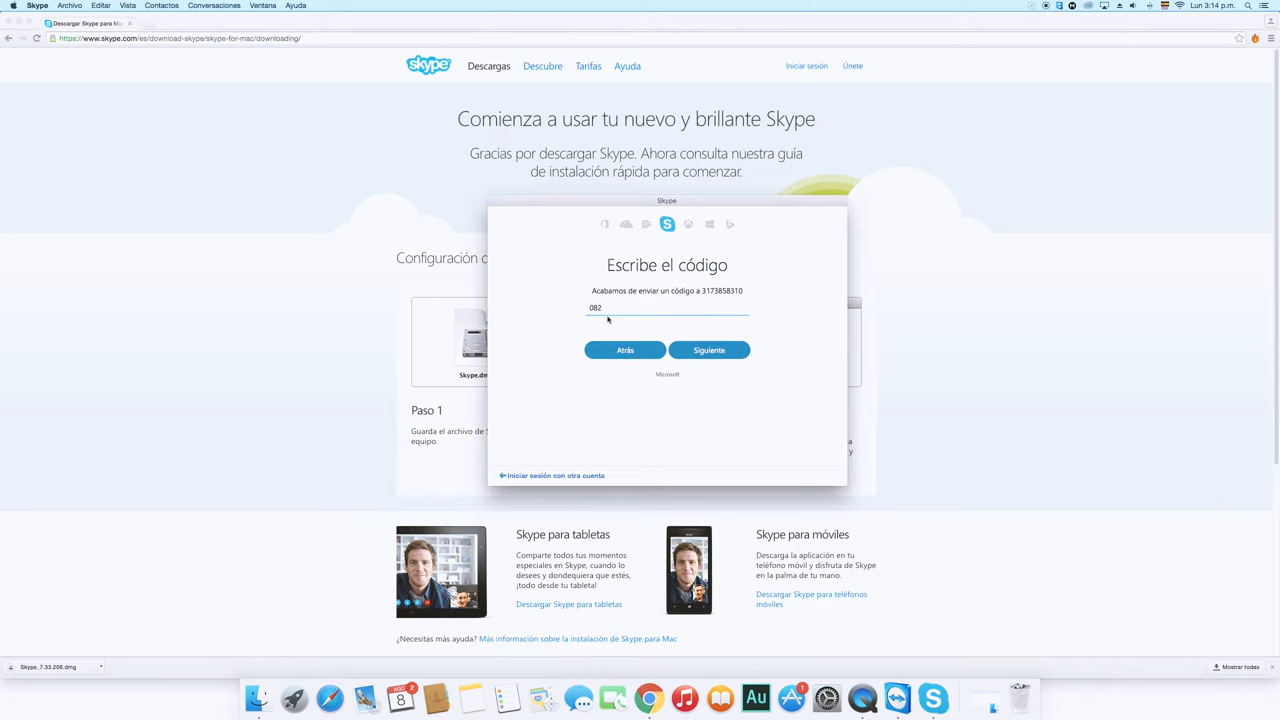 Skype Archivo Editar Vista Contactos Conversaciones Ventana Ayuda
Lun 3:14 p.m.
Descargar Skype para Ma
https://www.skype.com/es/download-skype/skype-for-mac/downloading/
skype Descargas Descubre Tarifas Ayuda Iniciar sesión Únete
Comienza a usar tu nuevo y brillante Skype
Gracias por descargar Skype. Ahora consulta nuestra guía
de instalación rápida para comenzar.
Skype
Escribe el código
Acabamos de enviar un código a 3173858310
082
Atrás Siguiente
Microsoft
Iniciar sesión con otra cuenta
Configuración d
Skype.dm
Paso 1
Guarda el archivo de S
equipo.
a
y
Skype para tabletas
Comparte todos tus momentos
especiales en Skype, cuando lo
desees y dondequiera que estés,
¡todo desde tu tableta!
Descargar Skype para tabletas
Skype para móviles
Descarga la aplicación en tu
teléfono móvil y disfruta de Skype
en la palma de tu mano.
Descargar Skype para teléfonos
móviles
¿Necesitas más ayuda? Más información sobre la instalación de Skype para Mac
Skype_7.33.206.dmg
Mostrar todas
AGO
8
2
Au
1